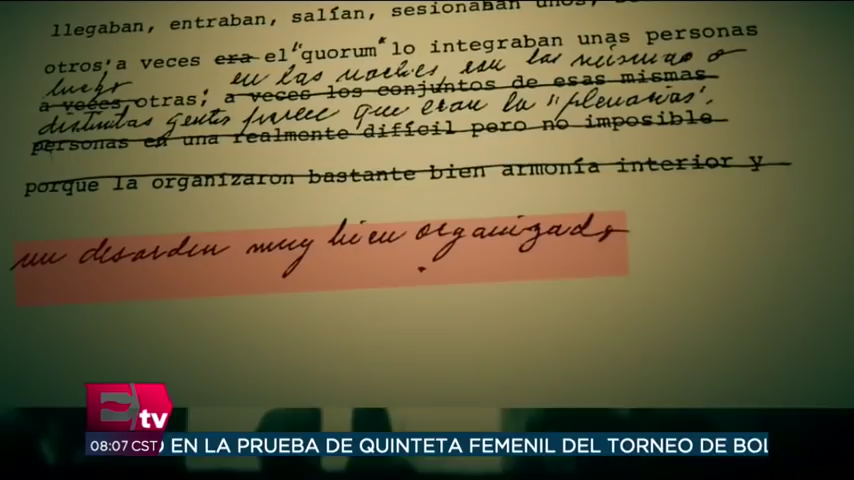 llegaban, entraban, salían, sesionaban unos,
otros'a veces era el "quorum" lo integraban unas personas
luego en las noches eran las mismas o
a veces otras; a veces los conjuntos de esas mismas
distintas gentes parece que eran la "plenarias".
personas en una realmente difícil pero no imposible
porque la organizaron bastante bien armonía interior y
un desorden muy bien organizado
E tv
08:07 CST EN LA PRUEBA DE QUINTETA FEMENIL DEL TORNEO DE BOL